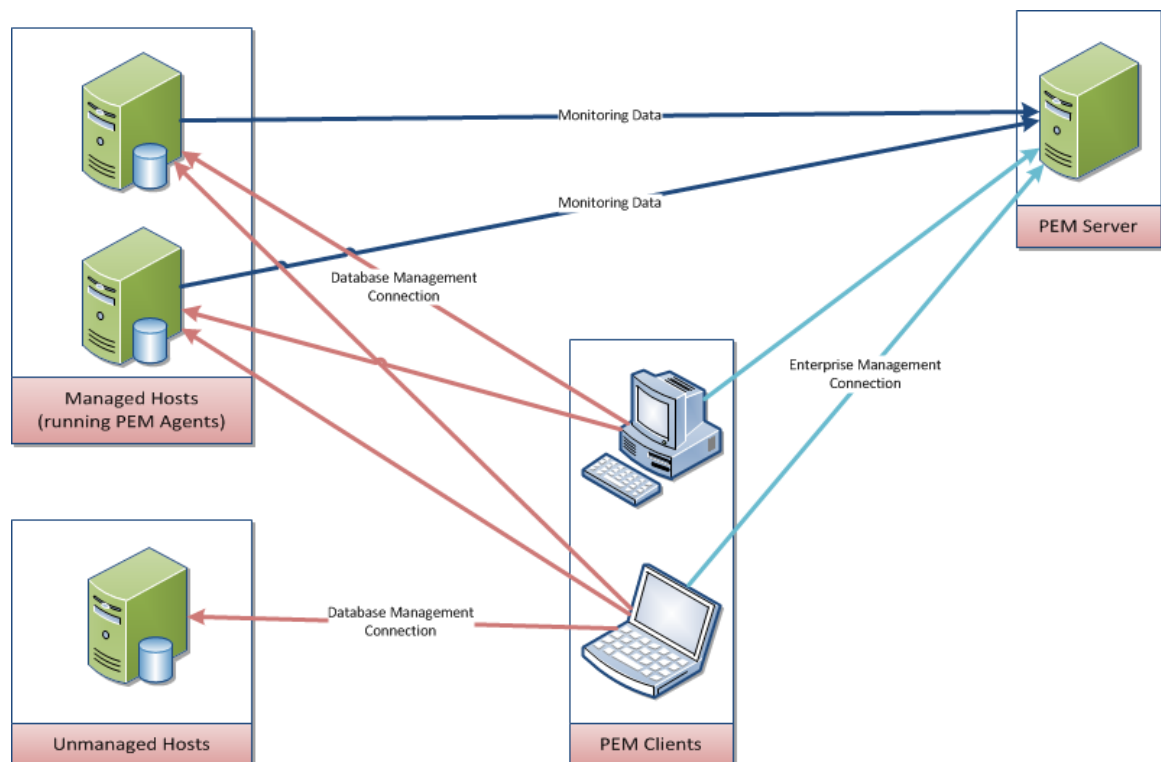 Monitoring Data
PEM Server
Monitoring Data
Database Management
Connection
Enterprise Management
Connection
Managed Hosts
(running PEM Agents)
Database Management
Connection
Unmanaged Hosts
PEM Clients